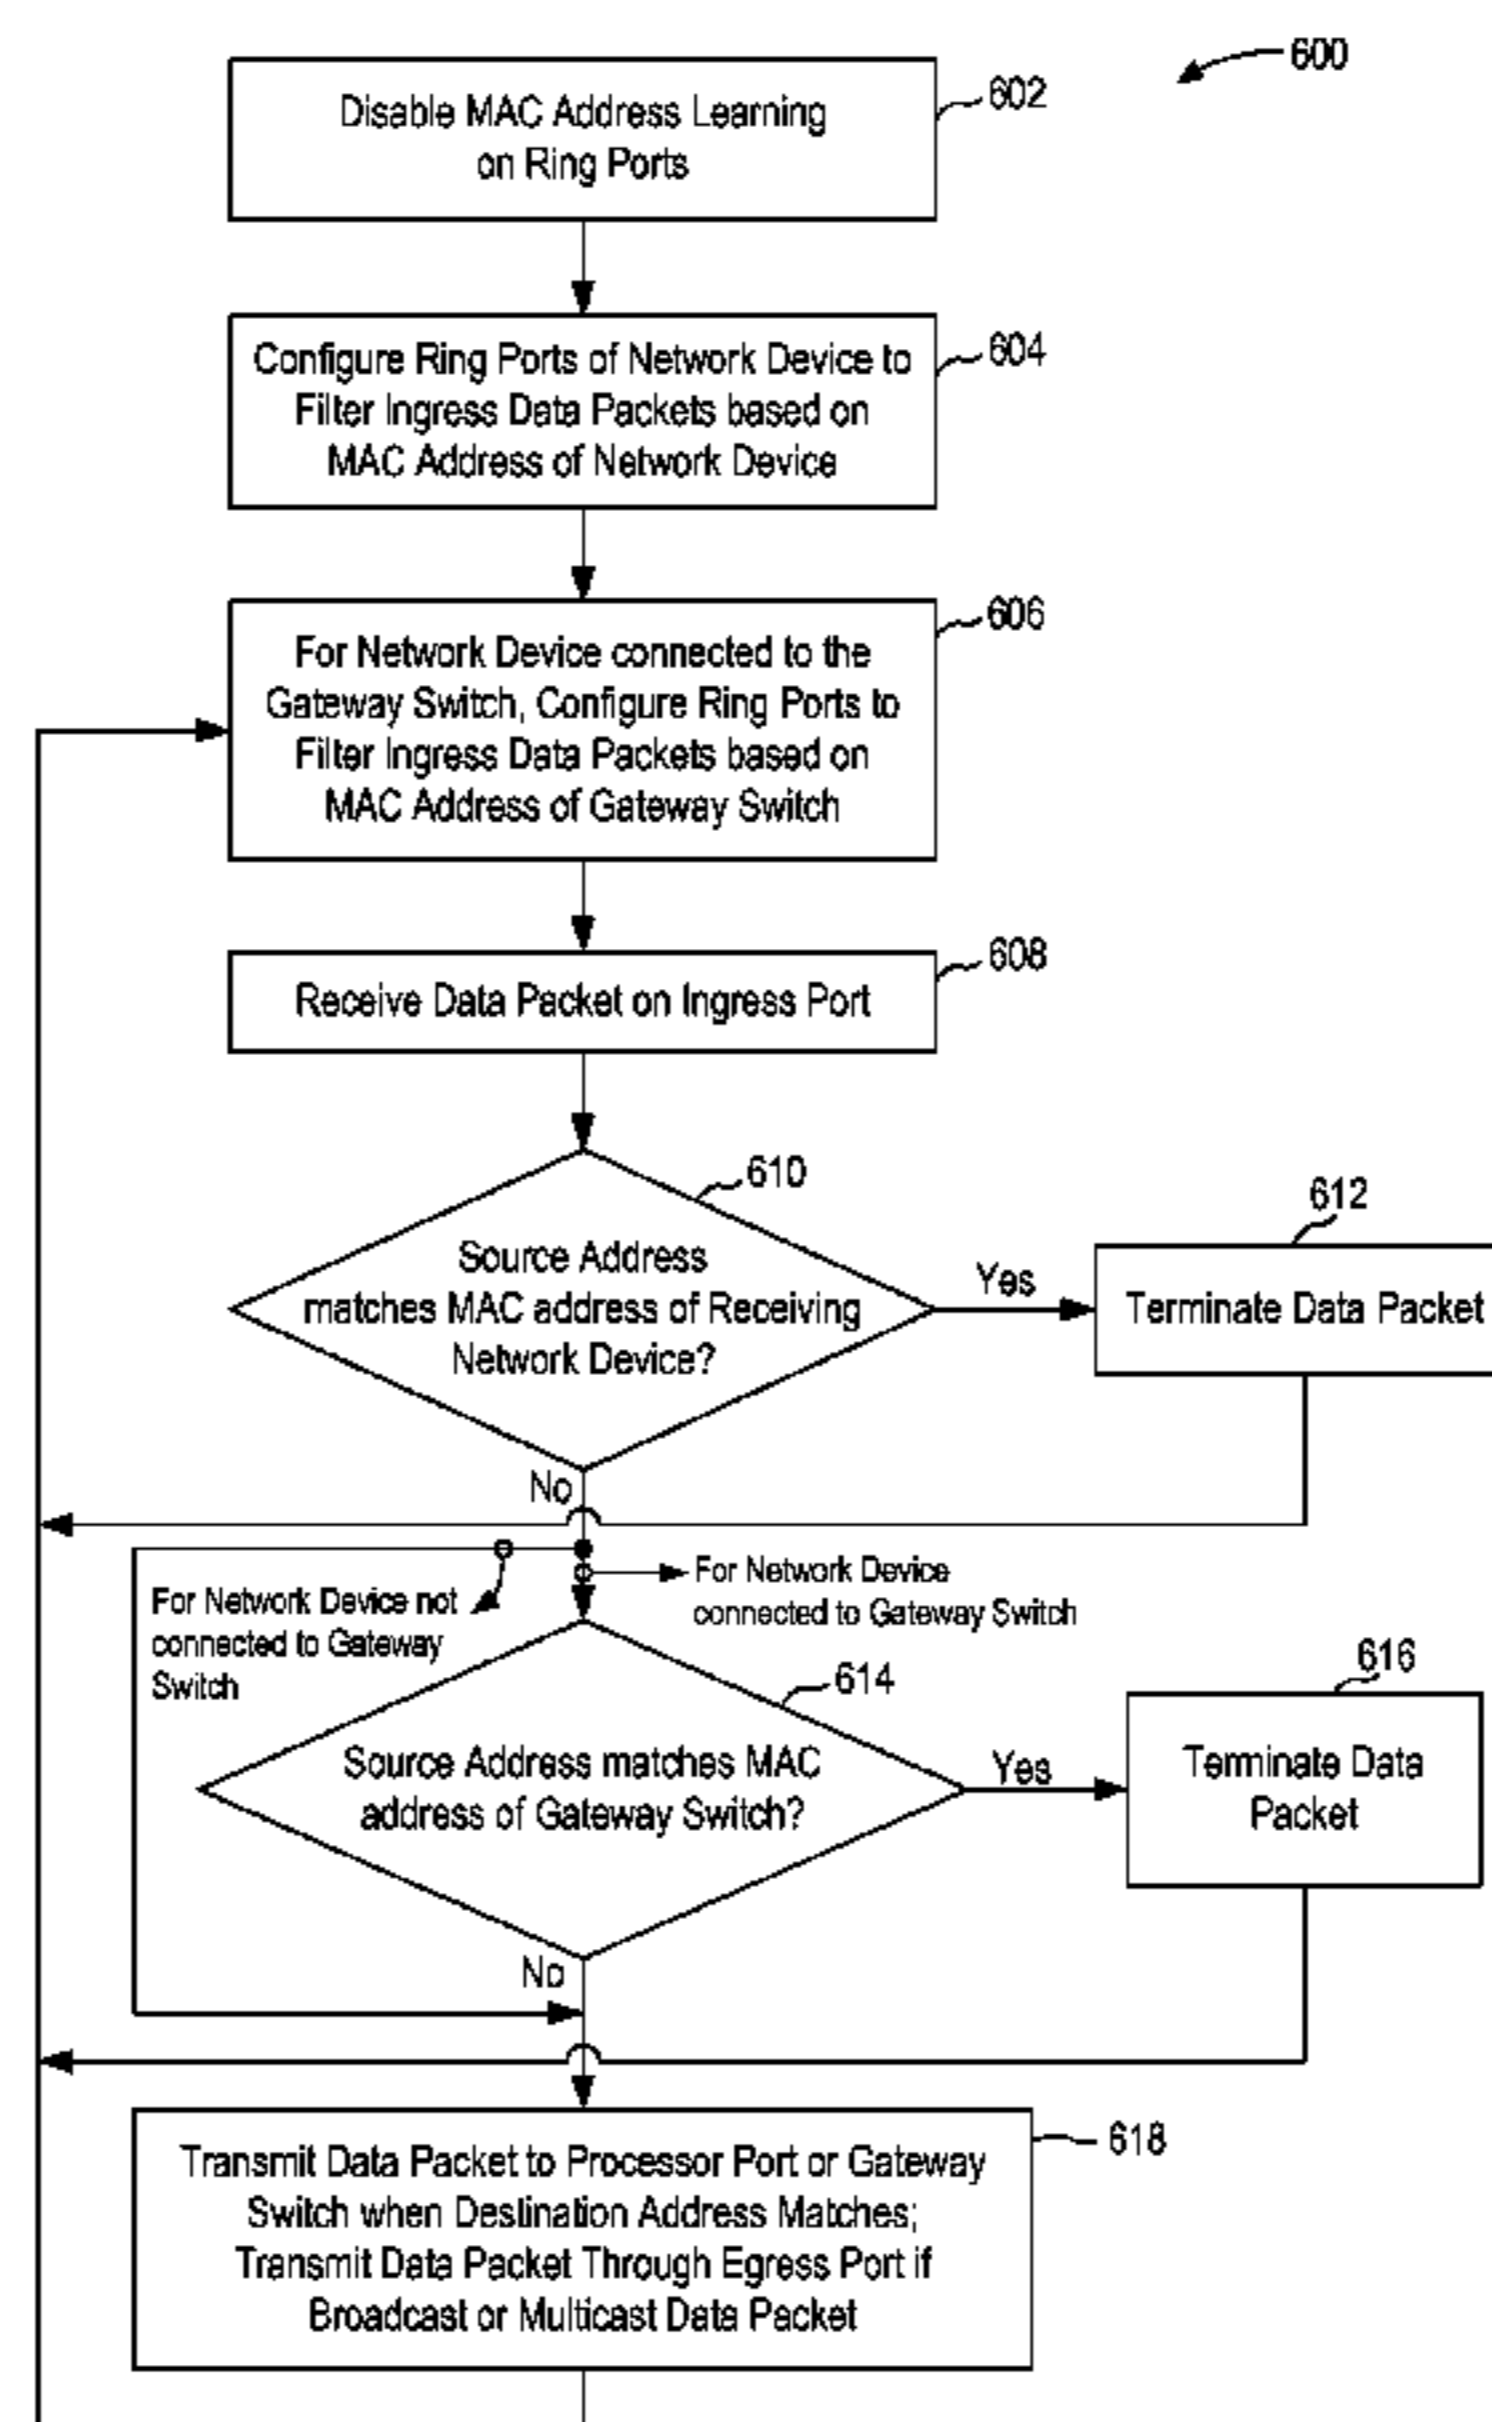 600
Disable MAC Address Learning
on Ring Ports
602
Configure Ring Ports of Network Device to
Filter Ingress Data Packets based on
MAC Address of Network Device
604
For Network Device connected to the
Gateway Switch, Configure Ring Ports to
Filter Ingress Data Packets based on
MAC Address of Gateway Switch
606
Receive Data Packet on Ingress Port
608
Source Address
matches MAC address of Receiving
Network Device?
610
Yes
612
Terminate Data Packet
No
For Network Device not
connected to Gateway
Switch
For Network Device
connected to Gateway Switch
Source Address matches MAC
address of Gateway Switch?
614
Yes
616
Terminate Data
Packet
No
Transmit Data Packet to Processor Port or Gateway
Switch when Destination Address Matches;
Transmit Data Packet Through Egress Port if
Broadcast or Multicast Data Packet
618